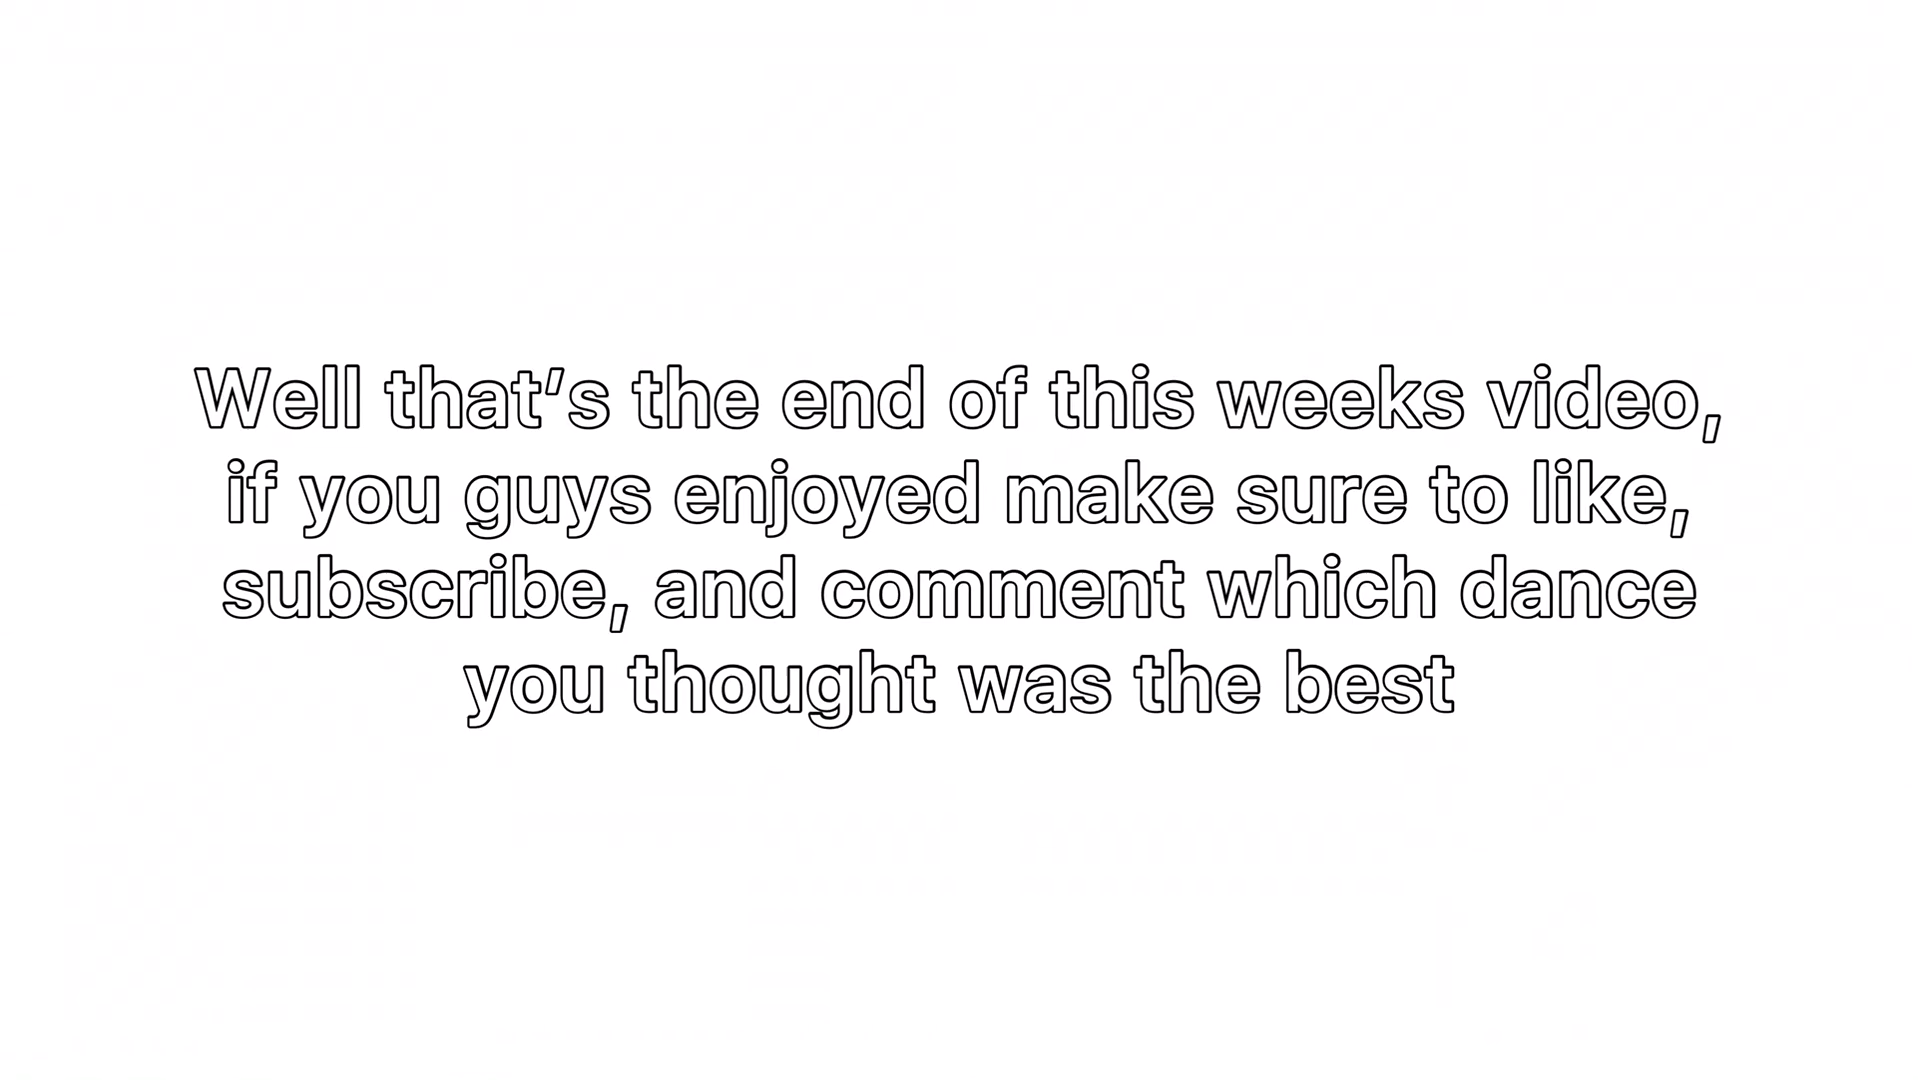 Well that’s the end of this weeks video,
if you guys enjoyed make sure to like,
subscribe, and comment which dance
you thought was the best